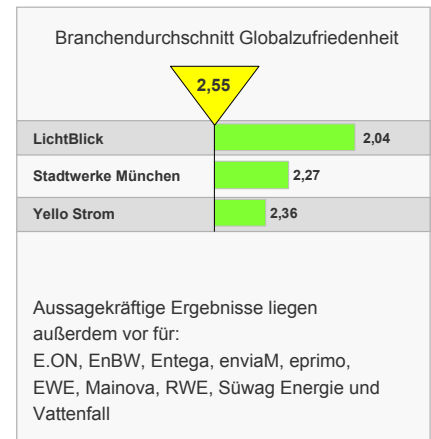 Branchendurchschnitt Globalzufriedenheit
2,55
LichtBlick 2,04
Stadtwerke München 2,27
Yello Strom 2,36
Aussagekräftige Ergebnisse liegen
außerdem vor für:
E.ON, EnBW, Entega, enviaM, eprimo,
EWE, Mainova, RWE, Süwag Energie und
Vattenfall